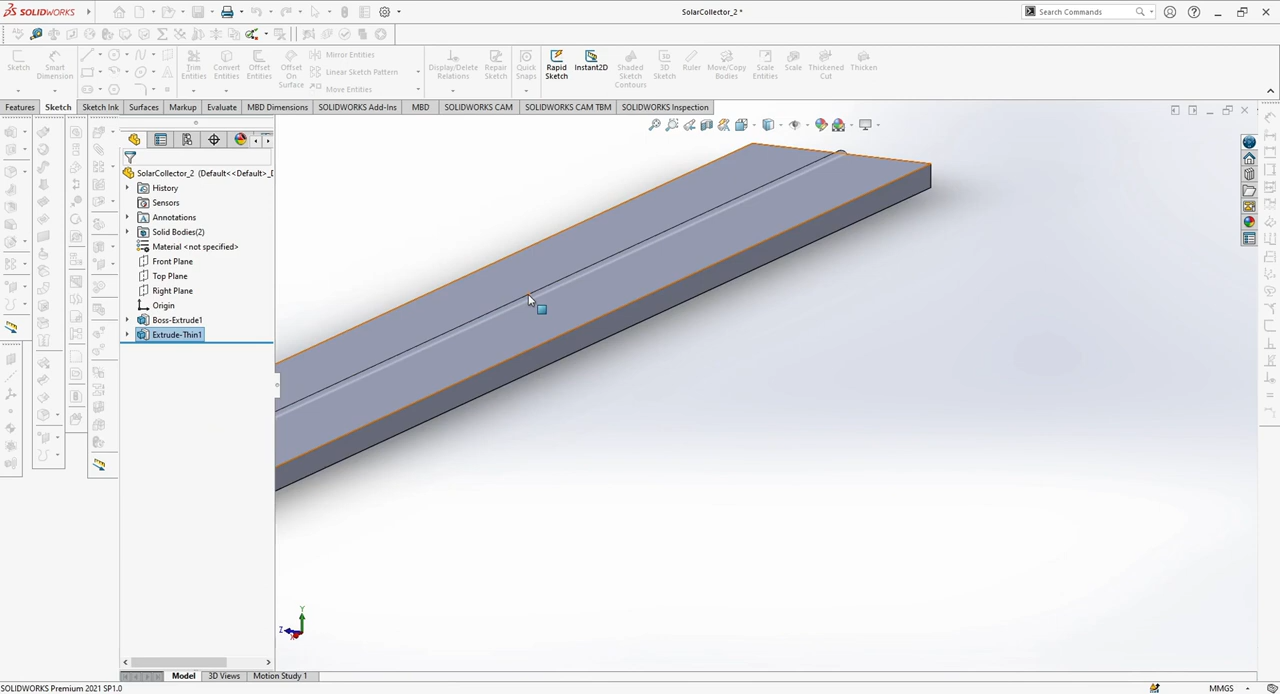 SOLIDWORKS
SolarCollector_2 *
Search Commands
Sketch
Smart
Dimension
Trim
Entities
Convert
Entities
Offset
Entities
Offset
On
Surface
Mirror Entities
Linear Sketch Pattern
Move Entities
Display/Delete
Relations
Repair
Sketch
Quick
Snaps
Rapid
Sketch
Instant2D
Shaded
Sketch
Contours
3D
Sketch
Ruler
Move/Copy
Bodies
Scale
Entities
Scale
Thickened
Cut
Thicken
Features
Sketch
Sketch Ink
Surfaces
Markup
Evaluate
MBD Dimensions
SOLIDWORKS Add-Ins
MBD
SOLIDWORKS CAM
SOLIDWORKS CAM TBM
SOLIDWORKS Inspection
SolarCollector_2 (Default<<Default>_D
History
Sensors
Annotations
Solid Bodies(2)
Material <not specified>
Front Plane
Top Plane
Right Plane
Origin
Boss-Extrude1
Extrude-Thin1
Y
Z
Model
3D Views
Motion Study 1
SOLIDWORKS Premium 2021 SP1.0
MMGS